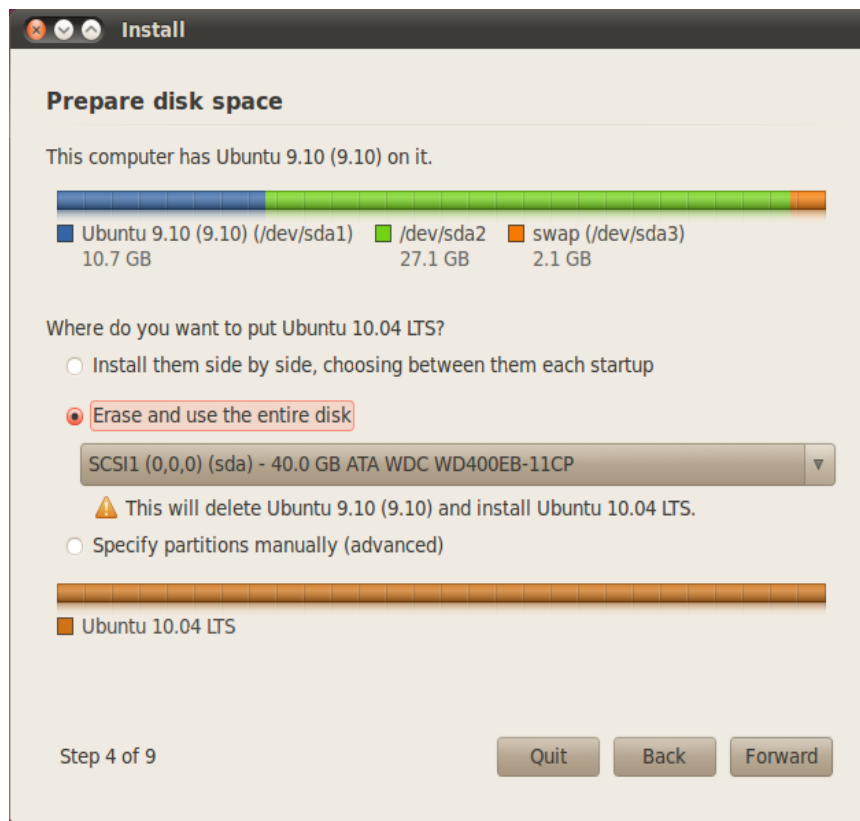 Install
Prepare disk space
This computer has Ubuntu 9.10 (9.10) on it.
Ubuntu 9.10 (9.10) (/dev/sda1) /dev/sda2 swap (/dev/sda3)
10.7 GB 27.1 GB 2.1 GB
Where do you want to put Ubuntu 10.04 LTS?
Install them side by side, choosing between them each startup
Erase and use the entire disk
SCSI1 (0,0,0) (sda) - 40.0 GB ATA WDC WD400EB-11CP
This will delete Ubuntu 9.10 (9.10) and install Ubuntu 10.04 LTS.
Specify partitions manually (advanced)
Ubuntu 10.04 LTS
Step 4 of 9 Quit Back Forward